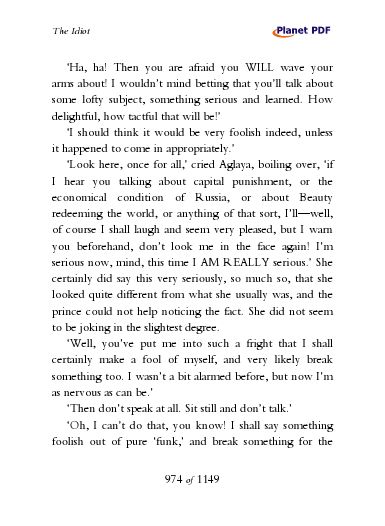 The Idiot
Planet PDF
‘Ha, ha! Then you are afraid you WILL wave your
arms about! I wouldn’t mind betting that you’ll talk about
some lofty subject, something serious and learned. How
delightful, how tactful that will be!’
‘I should think it would be very foolish indeed, unless
it happened to come in appropriately.’
‘Look here, once for all,’ cried Aglaya, boiling over, ‘if
I hear you talking about capital punishment, or the
economical condition of Russia, or about Beauty
redeeming the world, or anything of that sort, I’ll—well,
of course I shall laugh and seem very pleased, but I warn
you beforehand, don’t look me in the face again! I’m
serious now, mind, this time I AM REALLY serious.’ She
certainly did say this very seriously, so much so, that she
looked quite different from what she usually was, and the
prince could not help noticing the fact. She did not seem
to be joking in the slightest degree.
‘Well, you’ve put me into such a fright that I shall
certainly make a fool of myself, and very likely break
something too. I wasn’t a bit alarmed before, but now I’m
as nervous as can be.’
‘Then don’t speak at all. Sit still and don’t talk.’
‘Oh, I can’t do that, you know! I shall say something
foolish out of pure ‘funk,’ and break something for the
974 of 1149